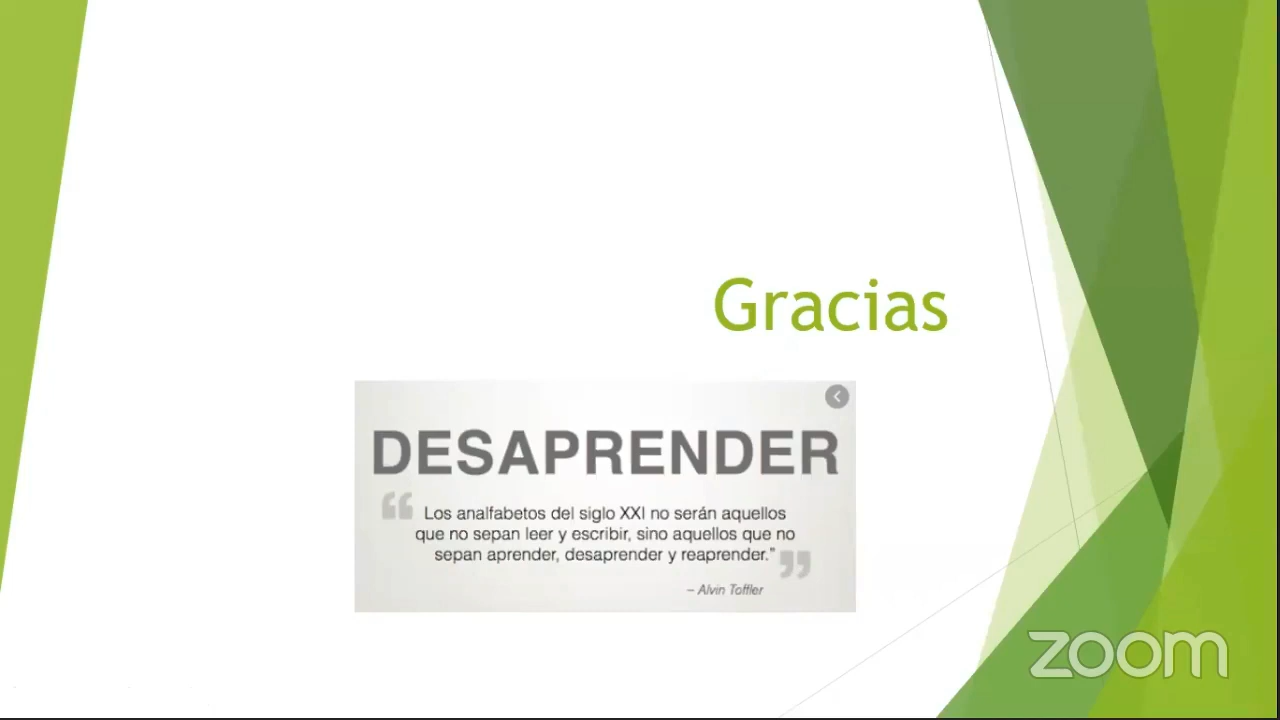 Gracias
DESAPRENDER
“ Los analfabetos del siglo XXI no serán aquellos
que no sepan leer y escribir, sino aquellos que no
sepan aprender, desaprender y reaprender.” ”
– Alvin Toffler
zoom